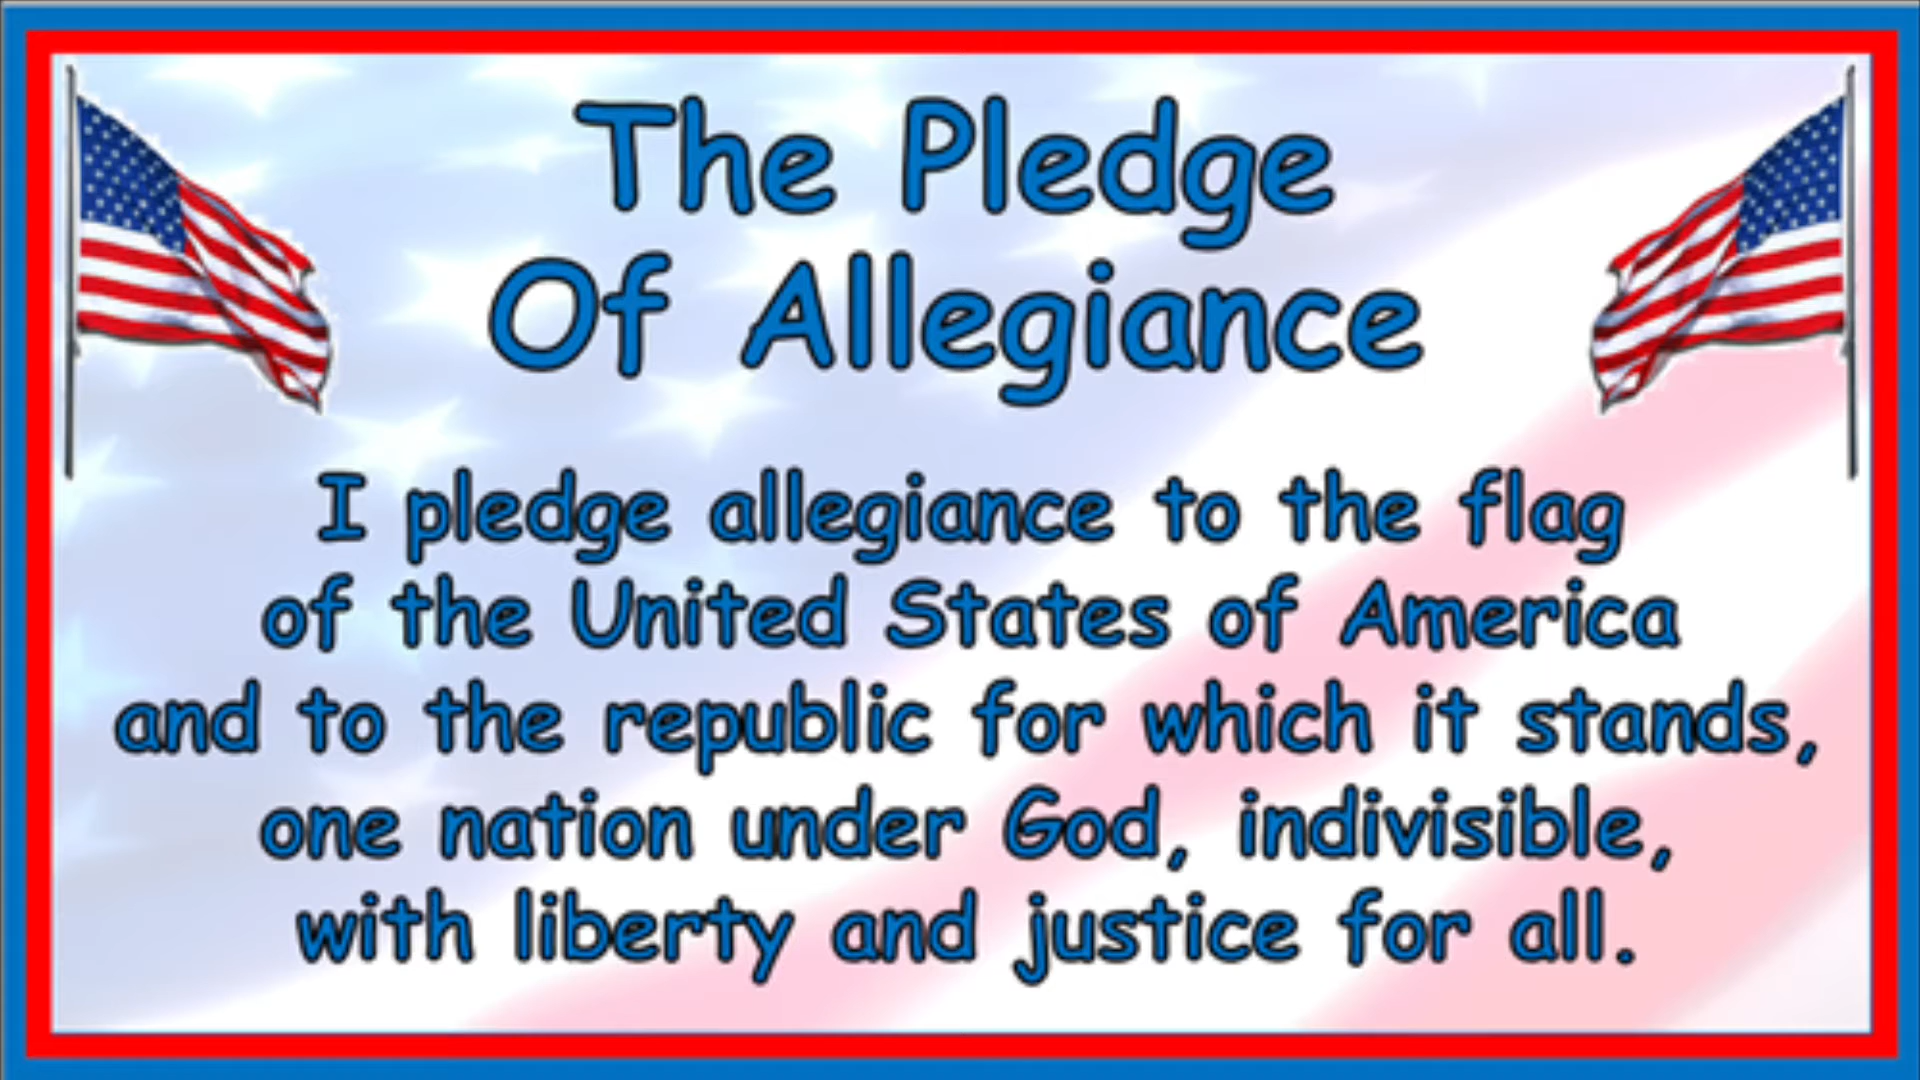 The Pledge
Of Allegiance
I pledge allegiance to the flag
of the United States of America
and to the republic for which it stands,
one nation under God, indivisible,
with liberty and justice for all.